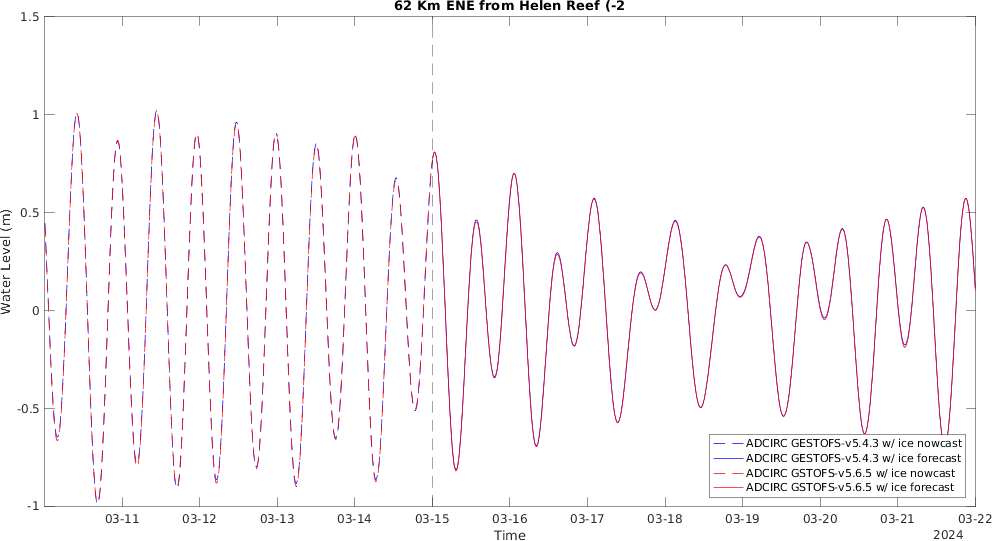 62 Km ENE from Helen Reef (-2
1.5
1
0.5
0
-0.5
-1
Water Level (m)
03-11
03-12
03-13
03-14
03-15
03-16
03-17
03-18
03-19
03-20
03-21
03-22
Time
2024
ADCIRC GESTOFS-v5.4.3 w/ ice nowcast
ADCIRC GESTOFS-v5.4.3 w/ ice forecast
ADCIRC GSTOFS-v5.6.5 w/ ice nowcast
ADCIRC GSTOFS-v5.6.5 w/ ice forecast